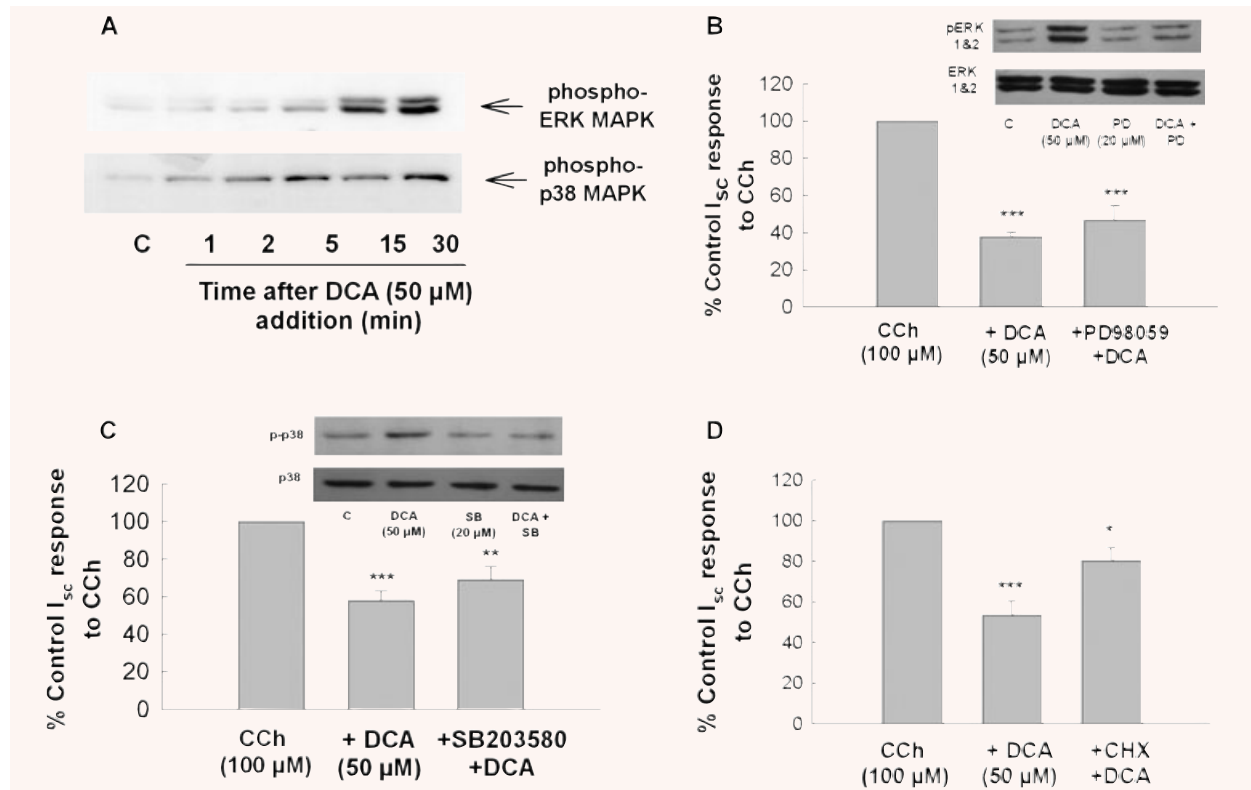 A
phospho-
ERK MAPK
phospho-
p38 MAPK
C 1 2 5 15 30
Time after DCA (50 µM)
addition (min)
B
pERK
1&2
ERK
1&2
C DCA PD DCA +
(50 µM) (20 µM) PD
% Control Isc response
to CCh
120
100
80
60
40
20
0
***
***
CCh + DCA +PD98059
(100 µM) (50 µM) +DCA
C
p-p38
p38
C DCA SB DCA +
(50 µM) (20 µM) SB
% Control Isc response
to CCh
120
100
80
60
40
20
0
***
**
CCh + DCA +SB203580
(100 µM) (50 µM) +DCA
D
% Control Isc response
to CCh
120
100
80
60
40
20
0
***
*
CCh + DCA +CHX
(100 µM) (50 µM) +DCA